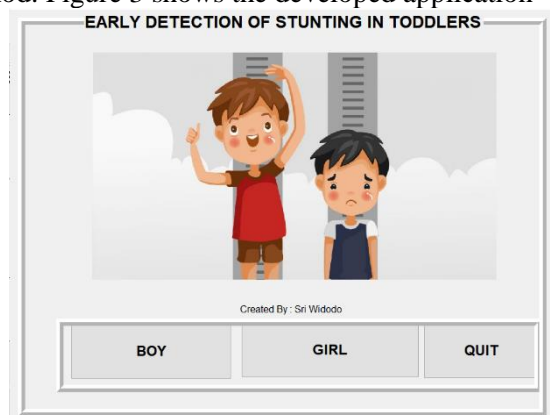 od. Figure 3 shows the developed application
EARLY DETECTION OF STUNTING IN TODDLERS
Created By : Sri Widodo
BOY GIRL QUIT